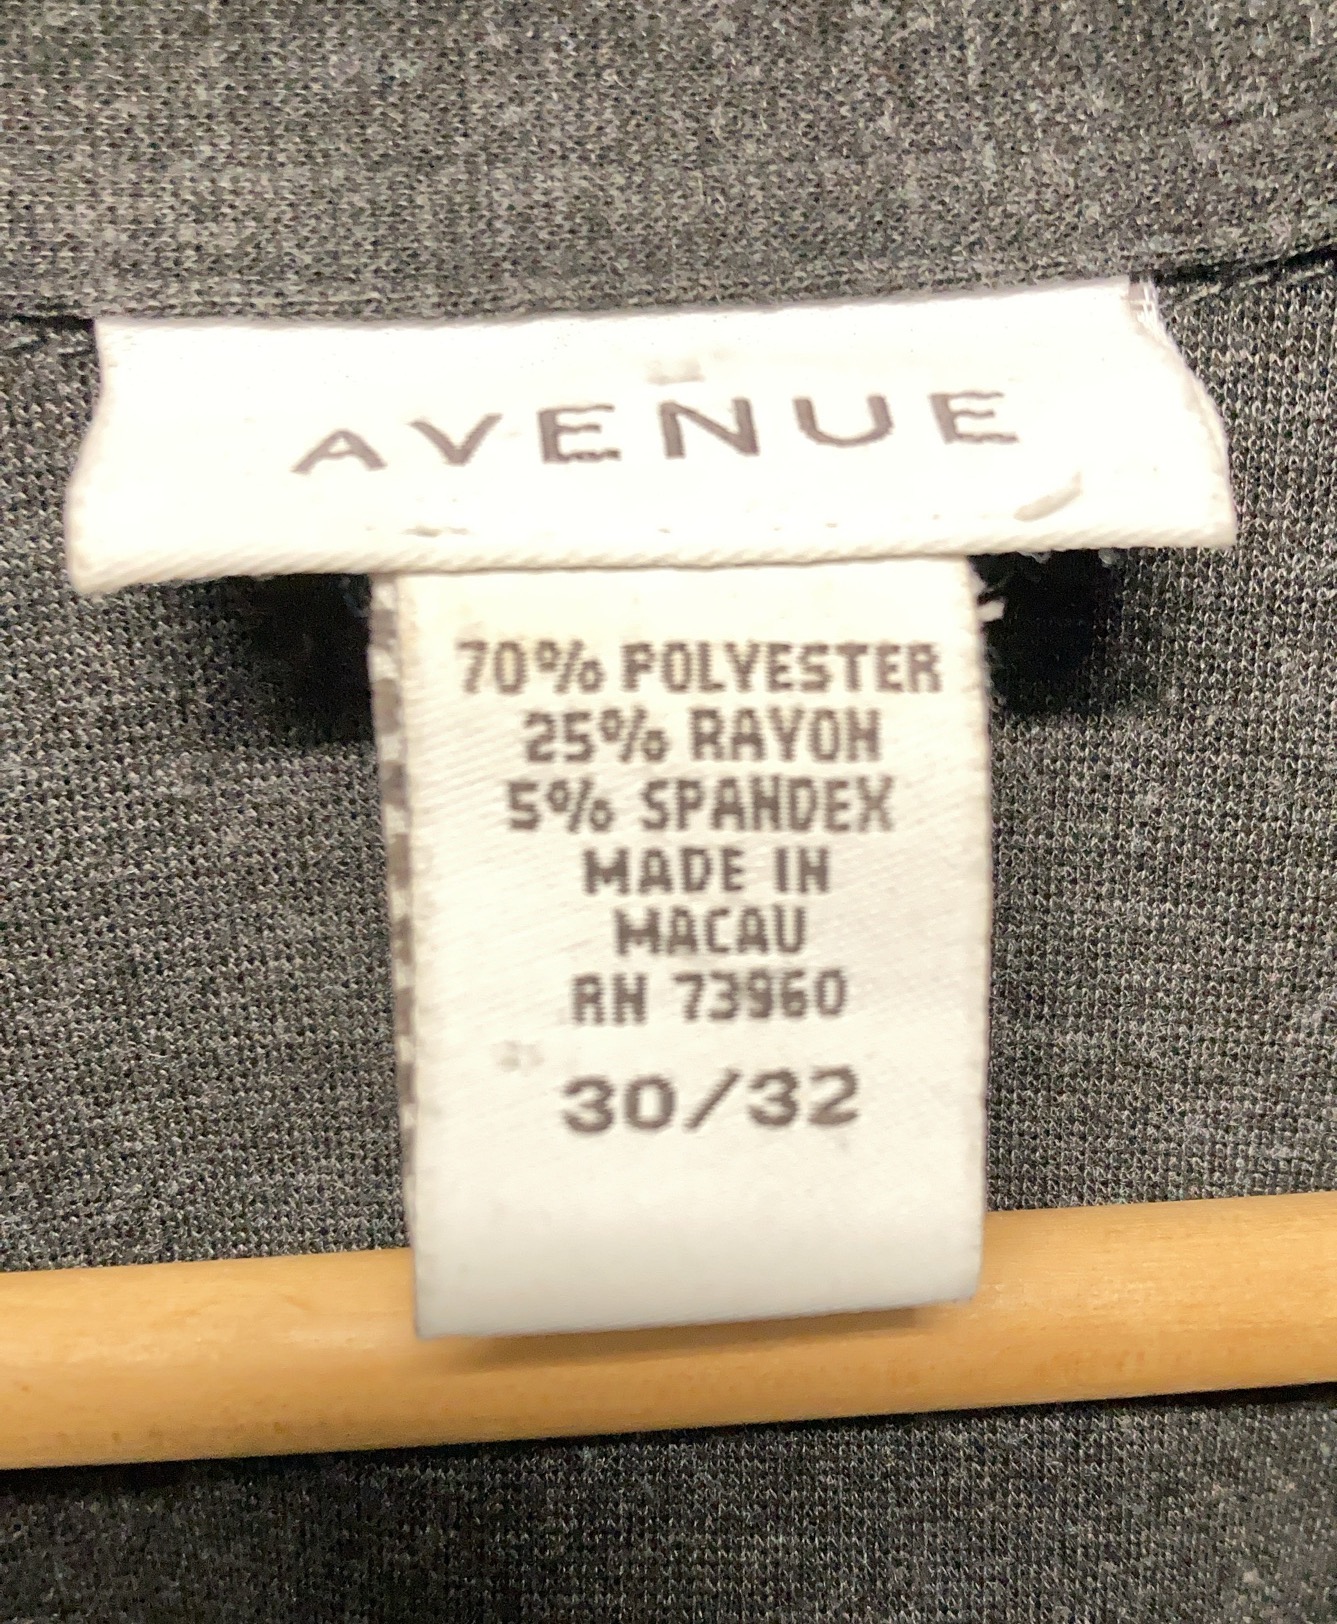 AVENUE
70% POLYESTER
25% RAYON
5% SPANDEX
MADE IN
MACAU
RN 73960
30/32